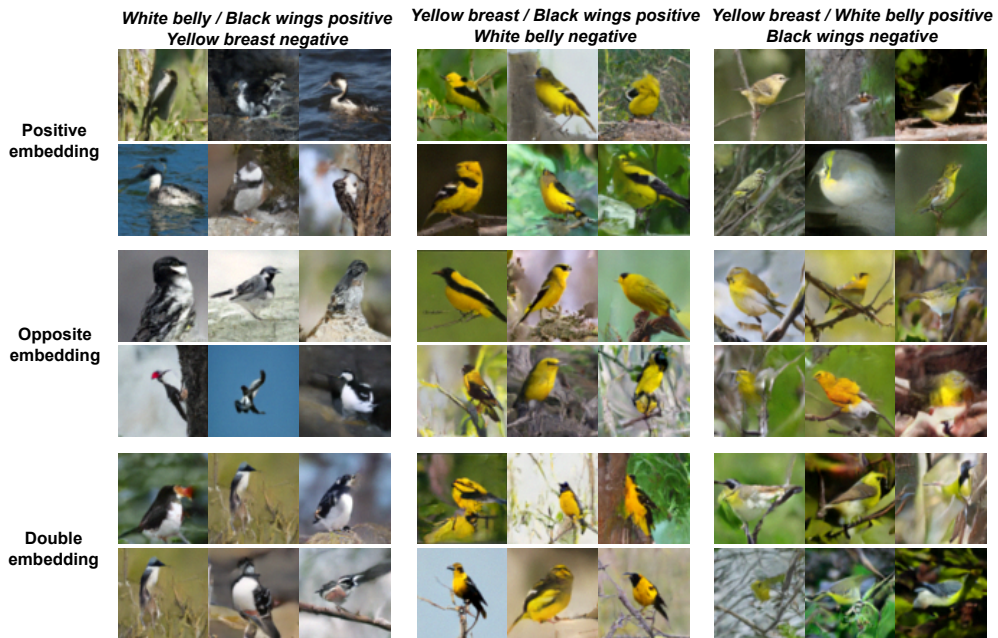 White belly / Black wings positive
Yellow breast negative
Yellow breast / Black wings positive
White belly negative
Yellow breast / White belly positive
Black wings negative
Positive
embedding
Opposite
embedding
Double
embedding